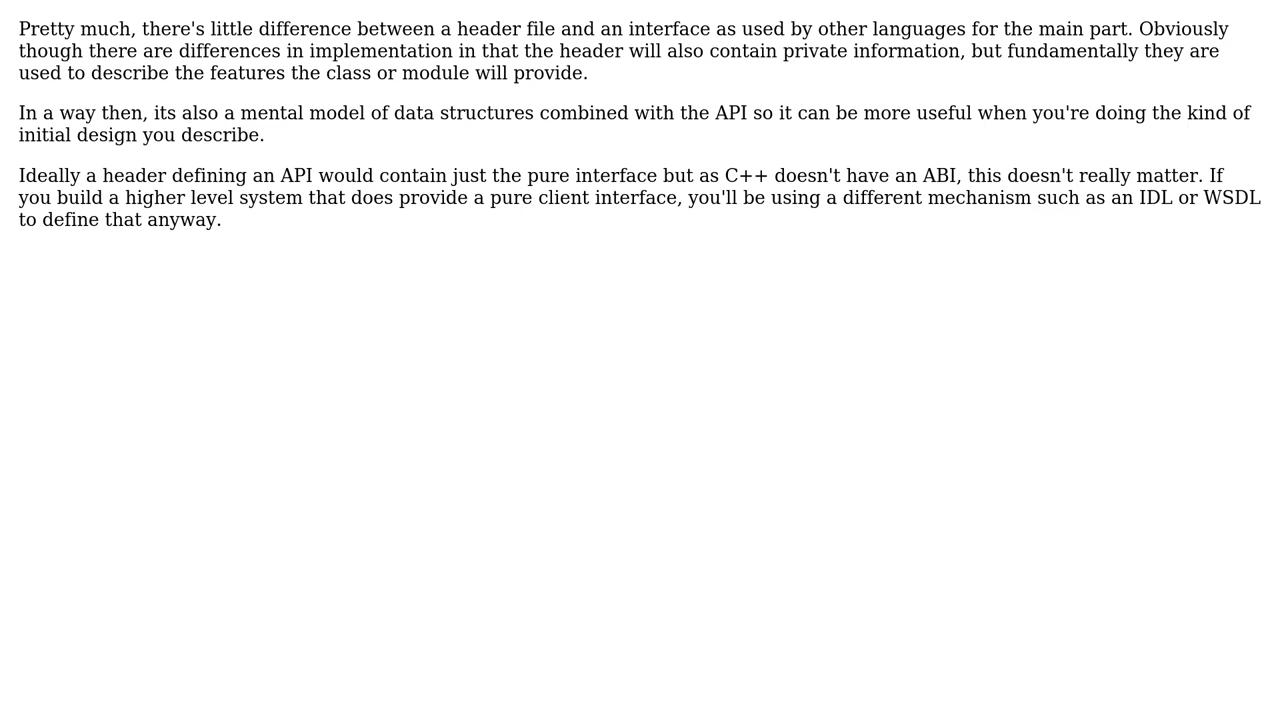 Pretty much, there's little difference between a header file and an interface as used by other languages for the main part. Obviously
though there are differences in implementation in that the header will also contain private information, but fundamentally they are
used to describe the features the class or module will provide.
In a way then, its also a mental model of data structures combined with the API so it can be more useful when you're doing the kind of
initial design you describe.
Ideally a header defining an API would contain just the pure interface but as C++ doesn't have an ABI, this doesn't really matter. If
you build a higher level system that does provide a pure client interface, you'll be using a different mechanism such as an IDL or WSDL
to define that anyway.